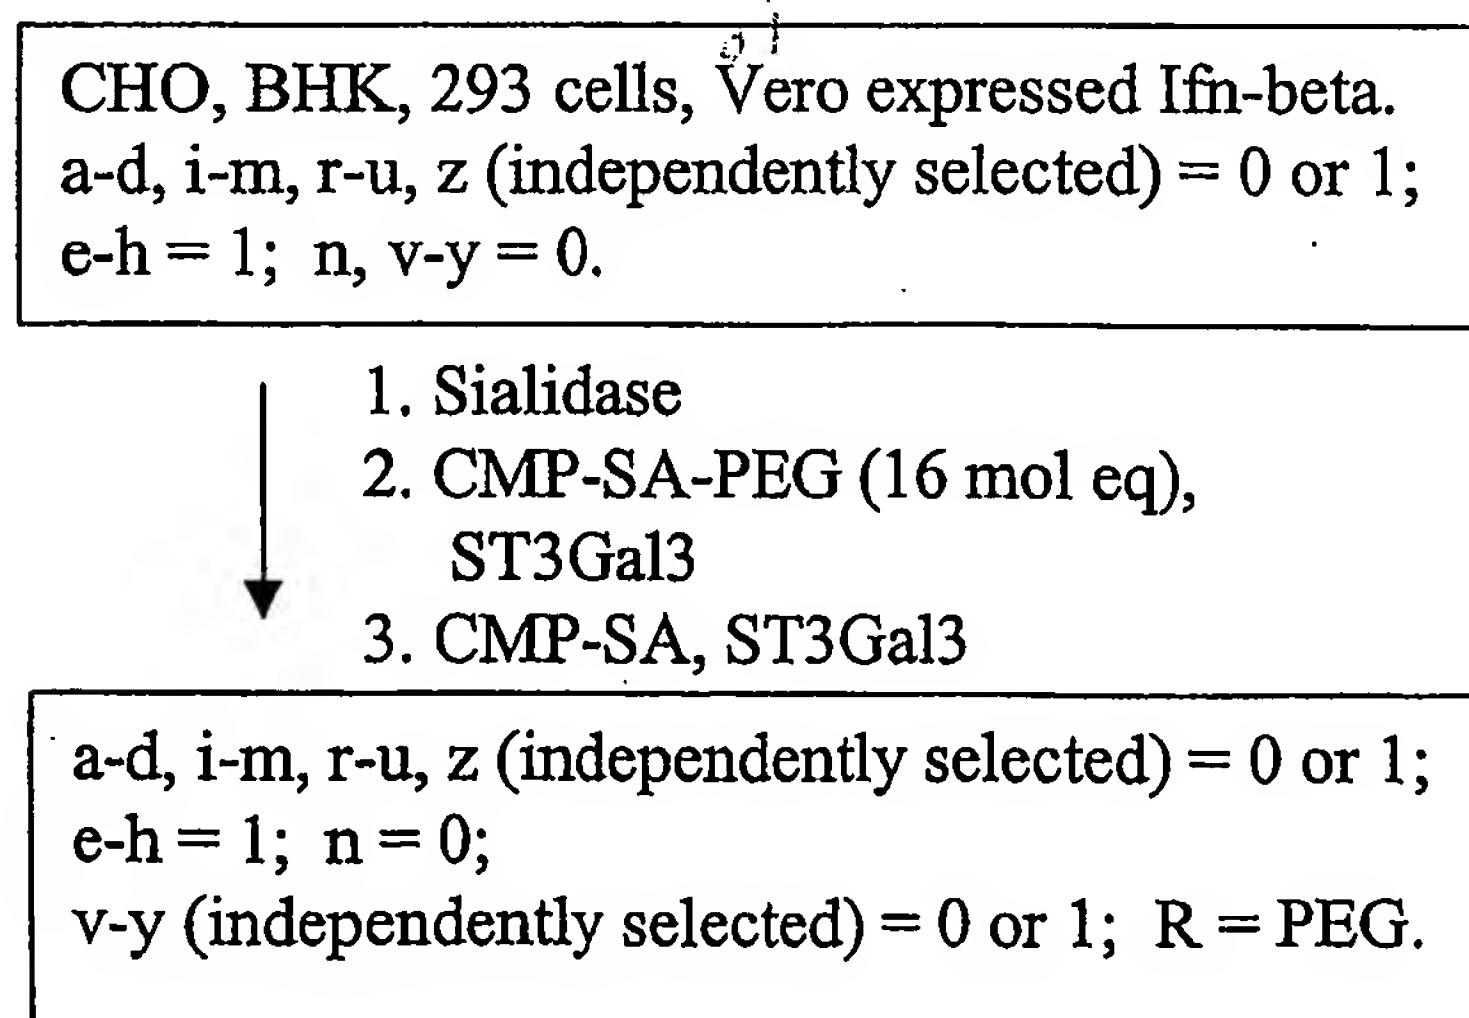 CHO, BHK, 293 cells, Vero expressed Ifn-beta.
a-d, i-m, r-u, z (independently selected) = 0 or 1;
e-h = 1; n, v-y = 0.
1. Sialidase
2. CMP-SA-PEG (16 mol eq),
ST3Gal3
3. CMP-SA, ST3Gal3
a-d, i-m, r-u, z (independently selected) = 0 or 1;
e-h = 1; n = 0;
v-y (independently selected) = 0 or 1; R = PEG.